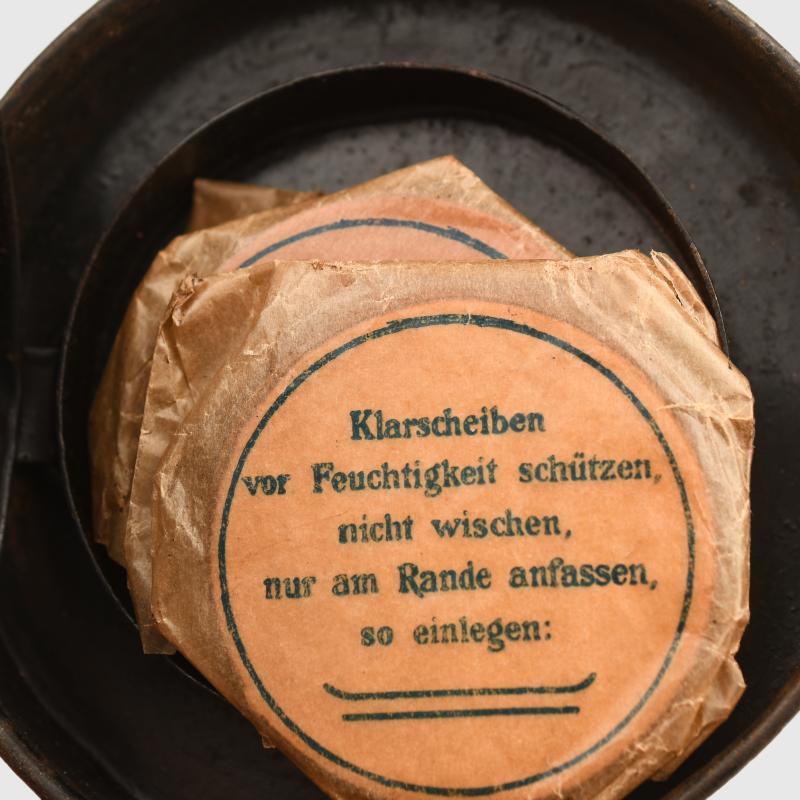 Klarscheiben
vor Feuchtigkeit schützen,
nicht wischen,
nur am Rande anfassen,
so einlegen: